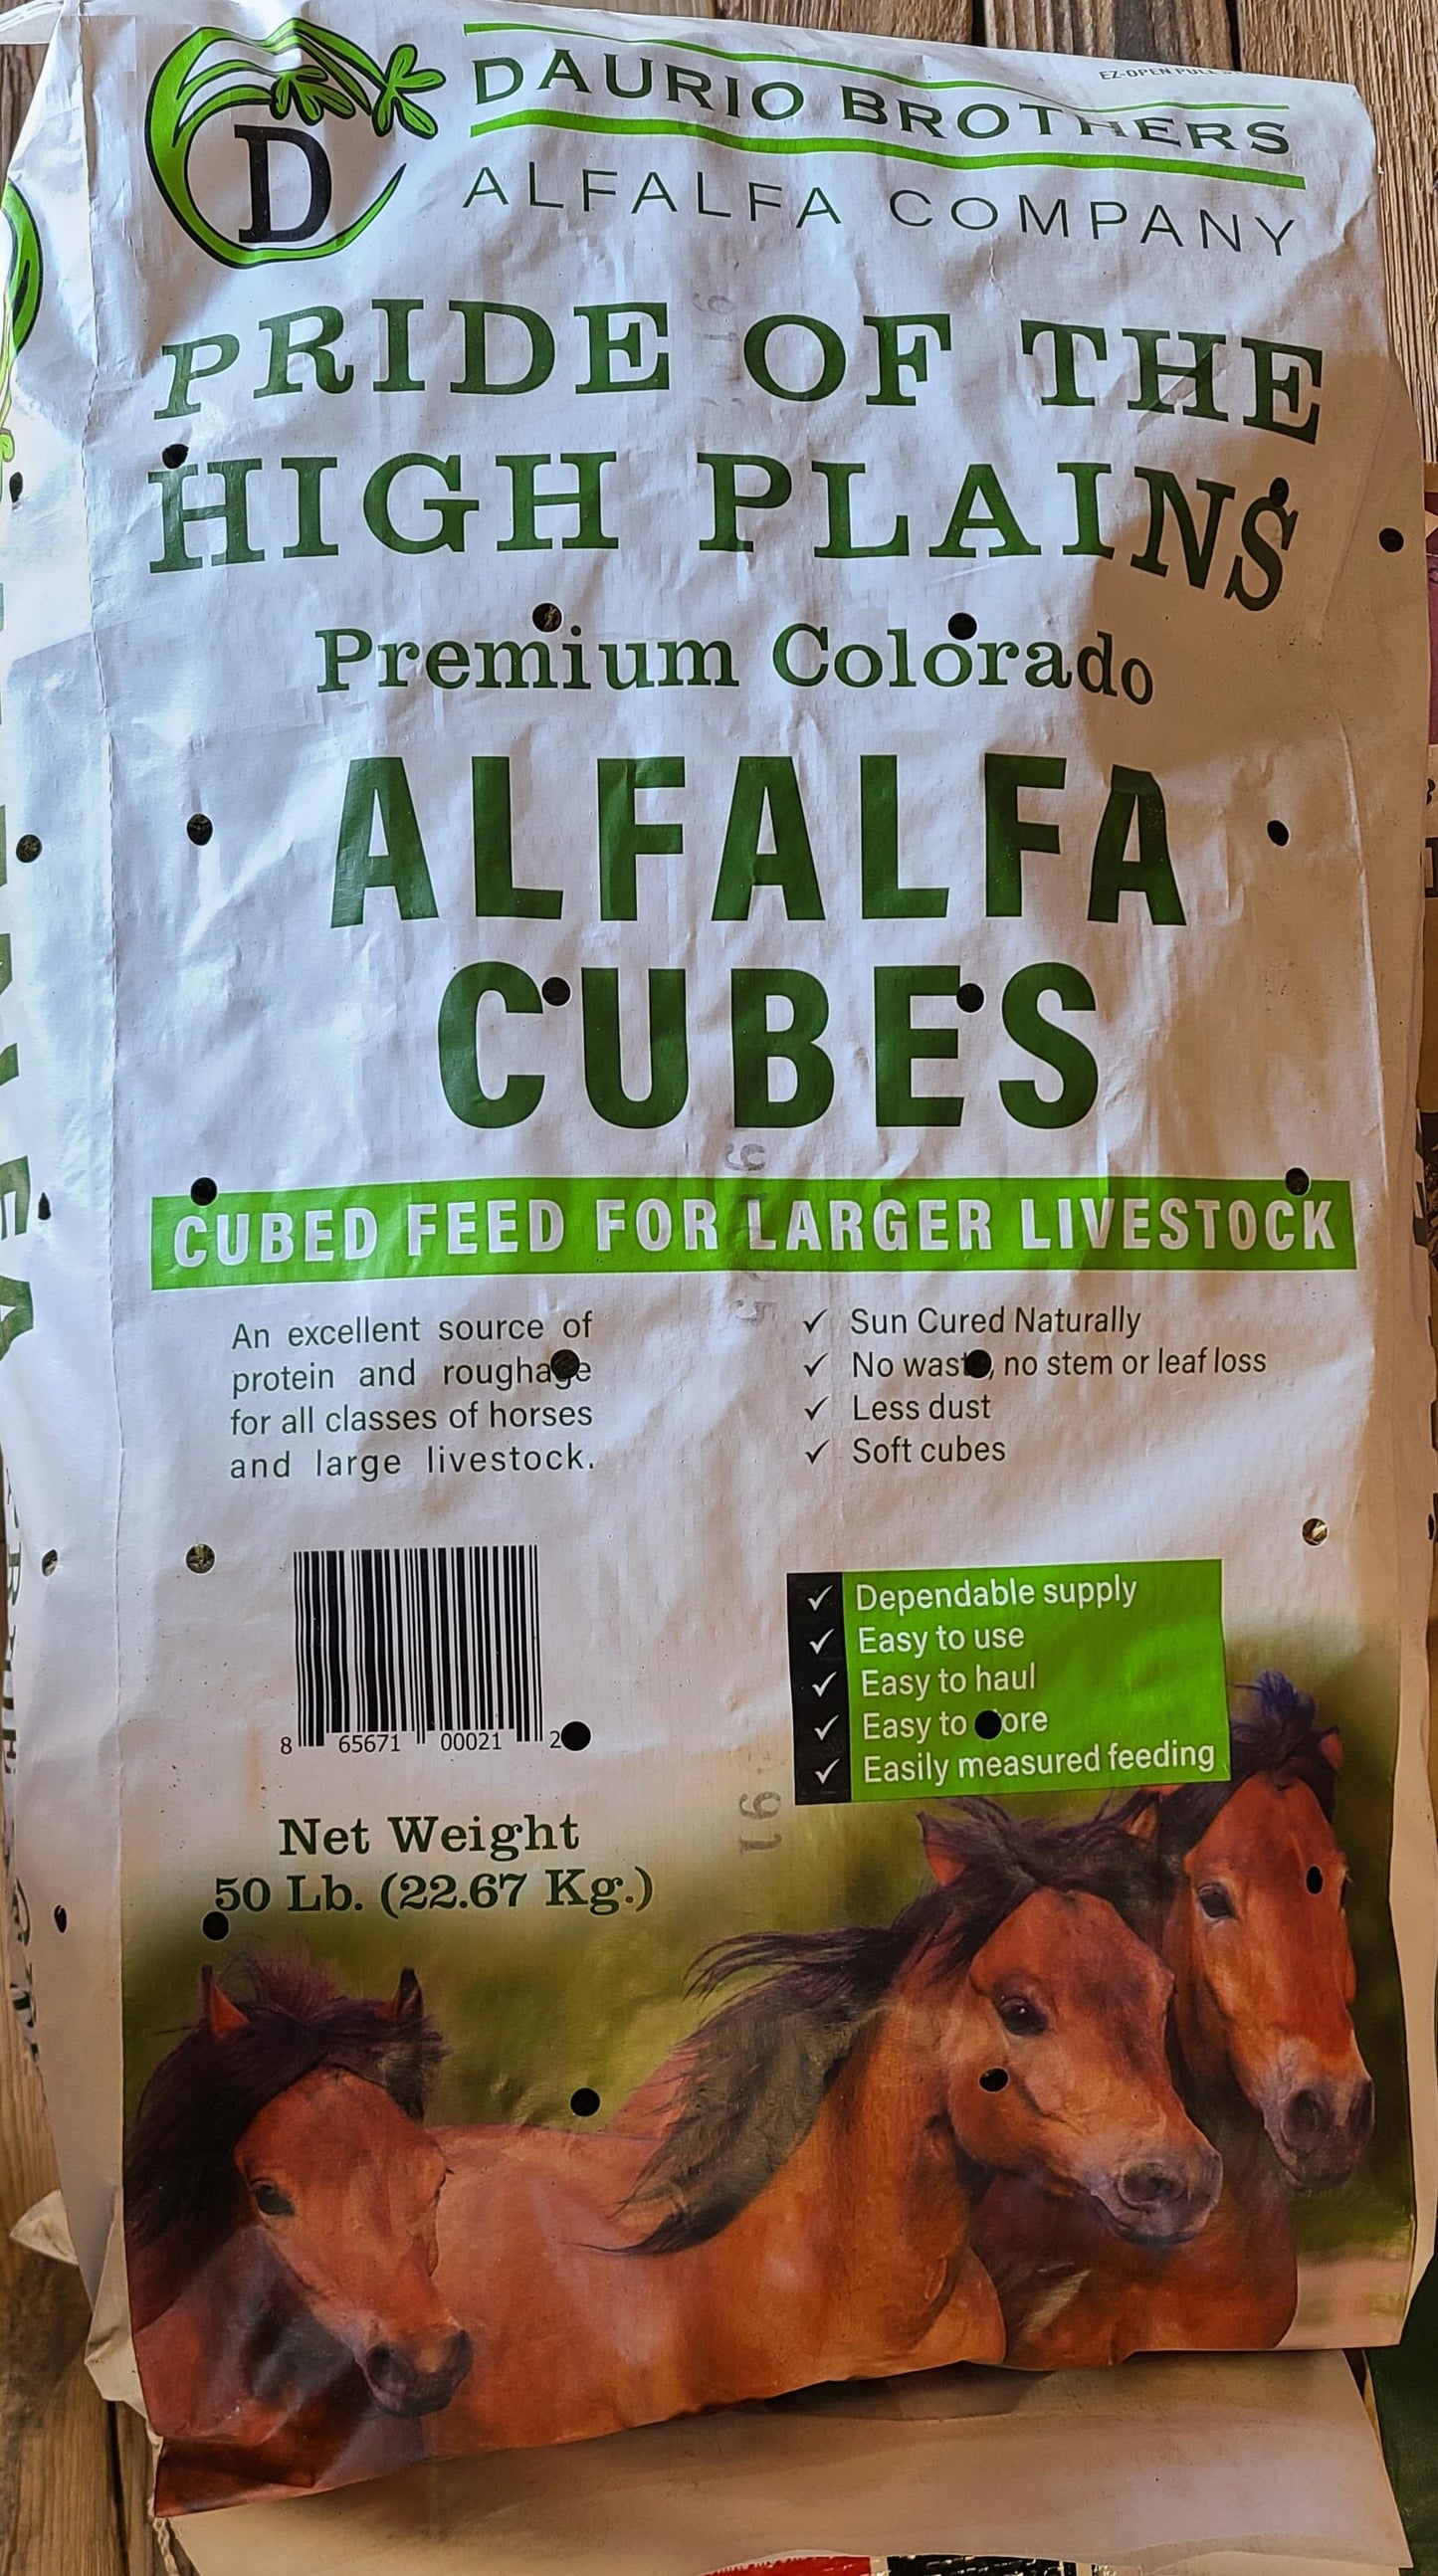 EZ-OPEN PULL
D
DAURIO BROTHERS
ALFALFA COMPANY
PRIDE OF THE
HIGH PLAINS
Premium Colorado
ALFALFA
CUBES
CUBED FEED FOR LARGER LIVESTOCK
An excellent source of
protein and roughage
for all classes of horses
and large livestock.
✓ Sun Cured Naturally
✓ No waste, no stem or leaf loss
✓ Less dust
✓ Soft cubes
8 65671 00021 2
✓ Dependable supply
✓ Easy to use
✓ Easy to haul
✓ Easy to store
✓ Easily measured feeding
Net Weight
50 Lb. (22.67 Kg.)